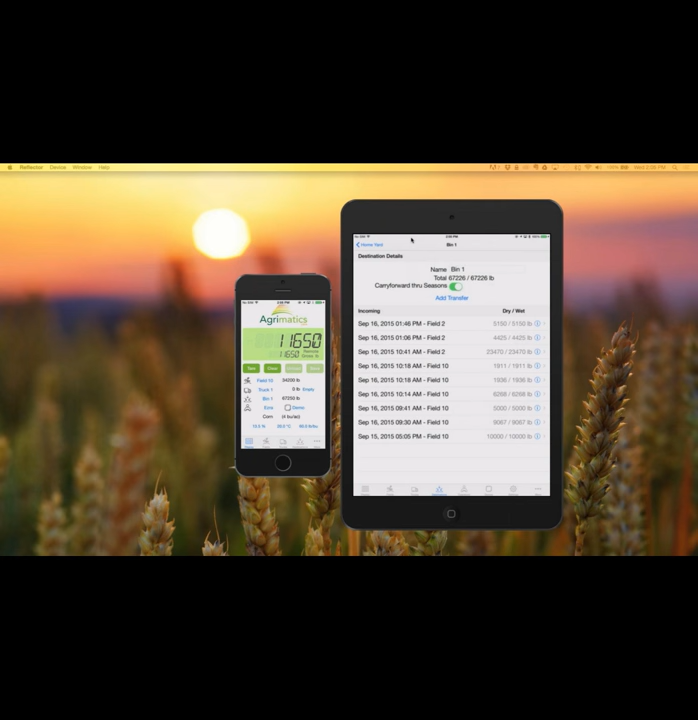 Reflector Device Window Help
Home Yard Bin 1
Destination Details
Name Bin 1
Total 67226 / 67226 lb
Carryforward thru Seasons
Add Transfer
Incoming Dry / Wet
Sep 16, 2015 01:46 PM - Field 2 5150 / 5150 lb
Sep 16, 2015 01:06 PM - Field 2 4425 / 4425 lb
Sep 16, 2015 10:41 AM - Field 2 23470 / 23470 lb
Sep 16, 2015 10:18 AM - Field 10 1911 / 1911 lb
Sep 16, 2015 10:18 AM - Field 10 1936 / 1936 lb
Sep 16, 2015 10:14 AM - Field 10 6268 / 6268 lb
Sep 16, 2015 09:41 AM - Field 10 5000 / 5000 lb
Sep 16, 2015 09:30 AM - Field 10 9067 / 9067 lb
Sep 15, 2015 05:05 PM - Field 10 10000 / 10000 lb
Agrimatics
11650
11650
Field 10 34200 lb
Truck 1 0 lb Empty
Bin 1 67250 lb
Demo
Corn